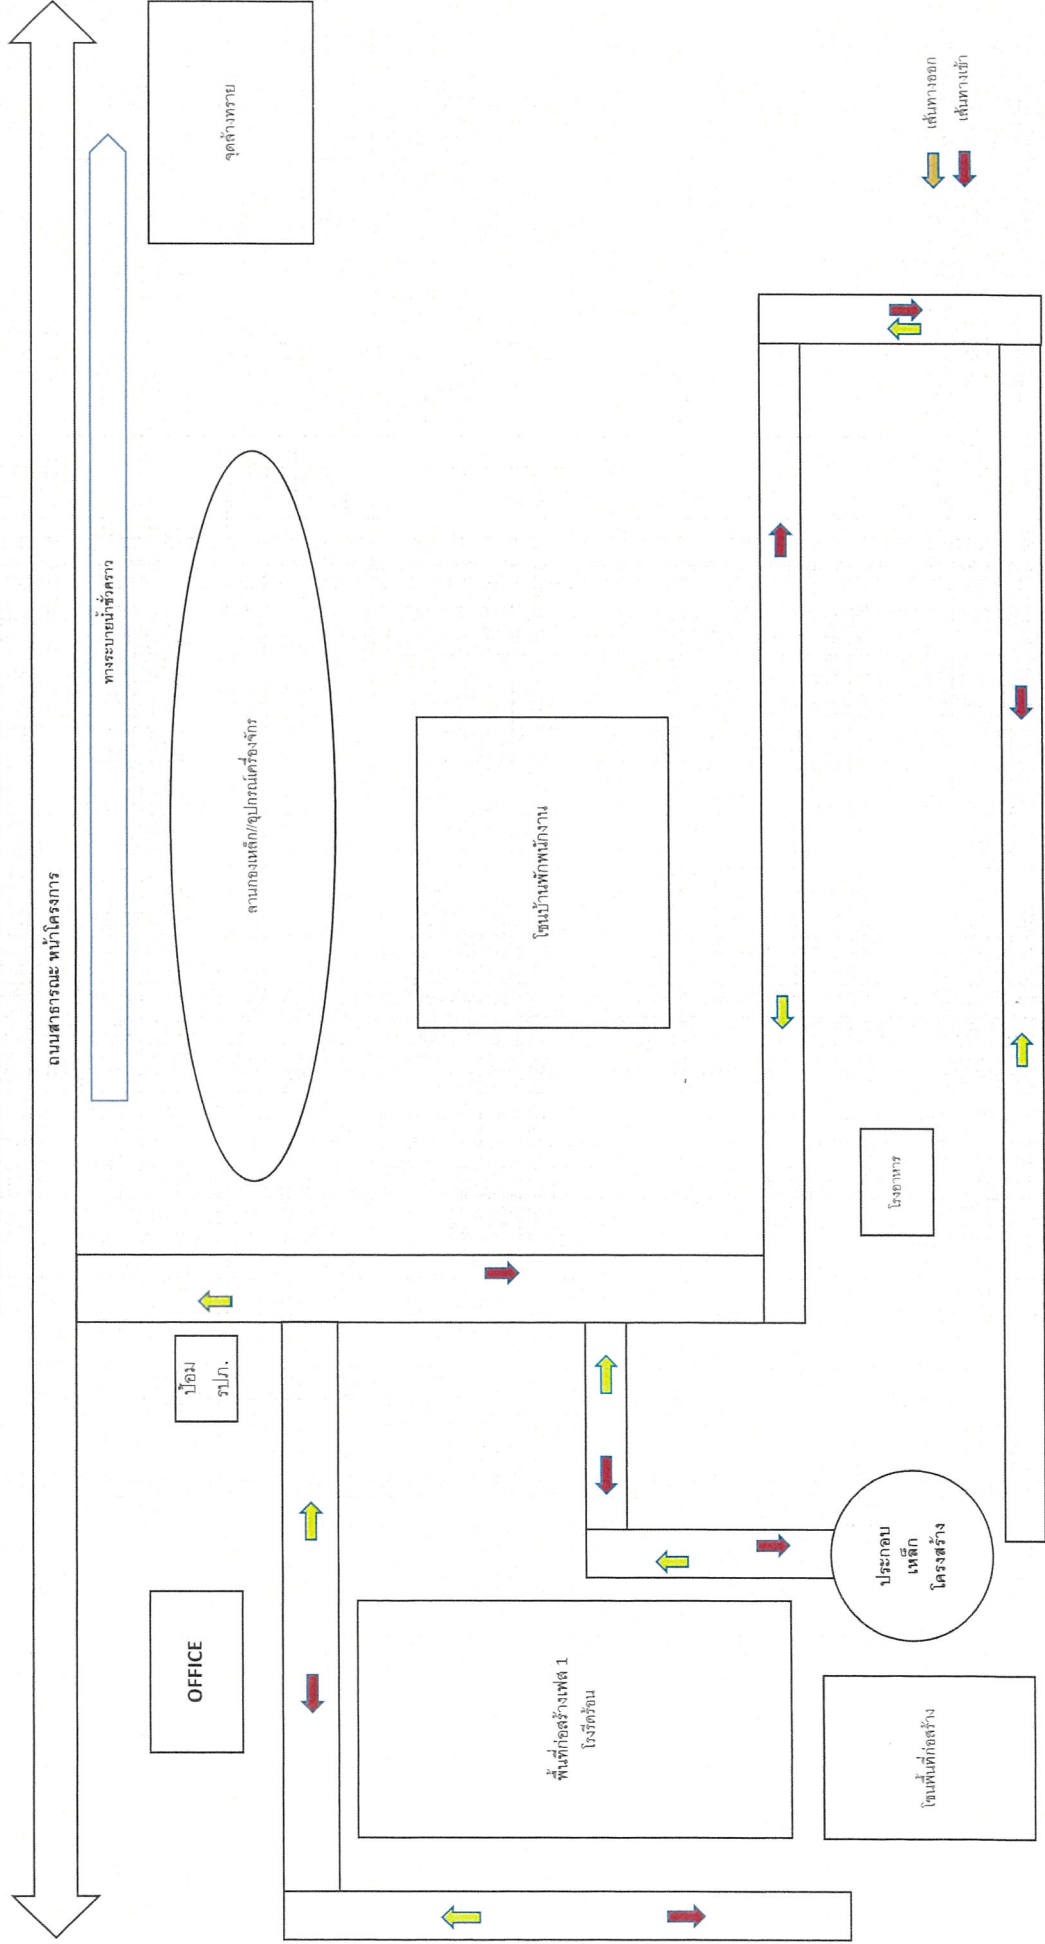 ถนนสาธารณะ หน้าโครงการ
ทางระบายน้ำชั่วคราว
จุดล้างทราย
ลานกองเหล็ก//อุปกรณ์เครื่องจักร
ป้อม
รปภ.
OFFICE
โซนบ้านพักพนักงาน
พื้นที่ก่อสร้างเฟส 1
โรงรีดร้อน
โรงอาหาร
ประกอบ
เหล็ก
โครงสร้าง
โซนพื้นที่ก่อสร้าง
เส้นทางออก
เส้นทางเข้า